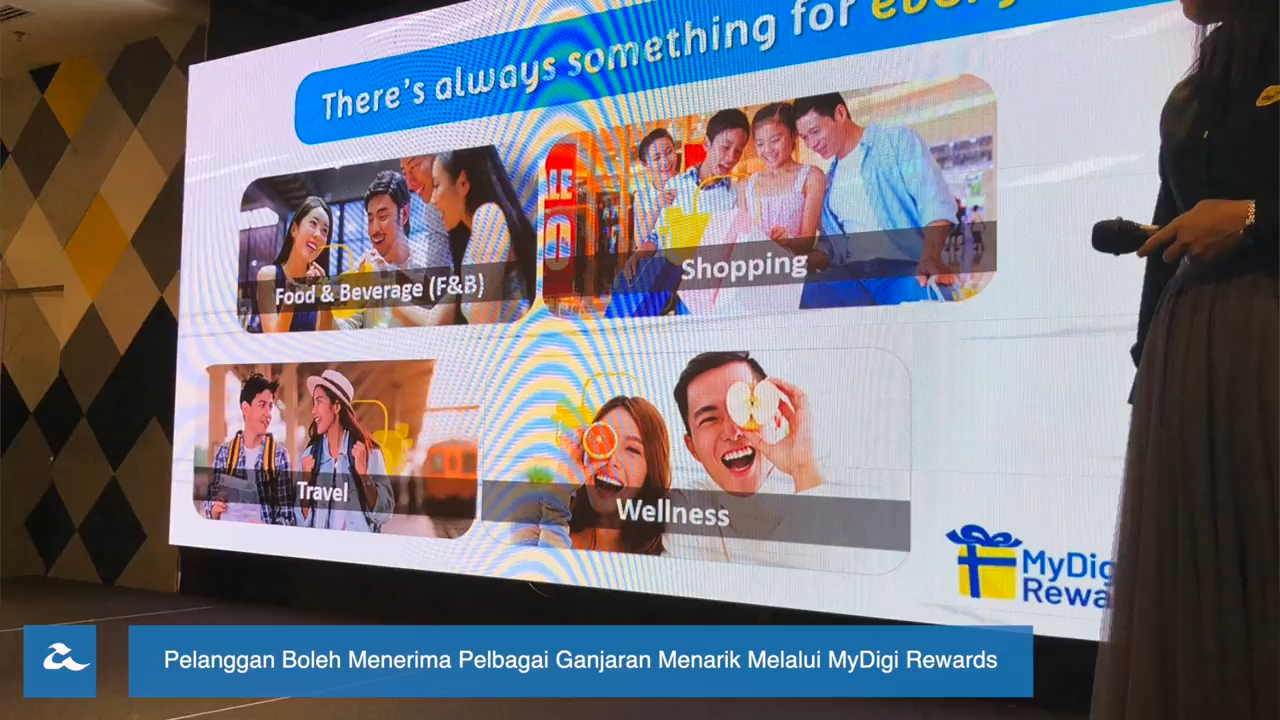 There's always something for
Food & Beverage (F&B)
Shopping
Travel
Wellness
MyDig
Rewa
Pelanggan Boleh Menerima Pelbagai Ganjaran Menarik Melalui MyDigi Rewards